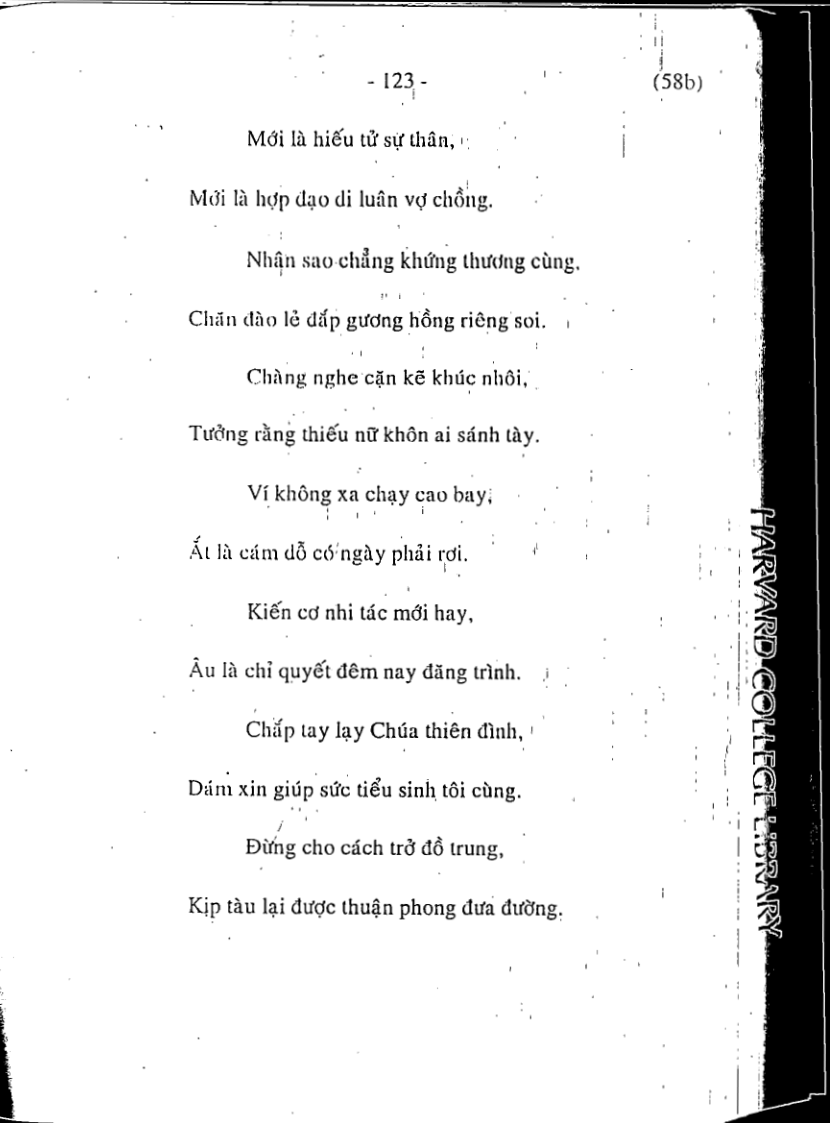 - 123 - (58b)
Mới là hiếu tử sự thân,
Mới là hợp đạo di luân vợ chồng.
Nhận sao chẳng khứng thương cùng,
Chăn đào lẻ đắp gương hồng riêng soi.
Chàng nghe cặn kẽ khúc nhôi,
Tưởng rằng thiếu nữ khôn ai sánh tày.
Ví không xa chạy cao bay,
Ắt là cám dỗ có ngày phải rơi.
Kiến cơ nhi tác mới hay,
Âu là chỉ quyết đêm nay đăng trình.
Chắp tay lạy Chúa thiên đình,
Dám xin giúp sức tiểu sinh tôi cùng.
Đừng cho cách trở đồ trung,
Kịp tàu lại được thuận phong đưa đường.
HARVARD COLLEGE LIBRARY